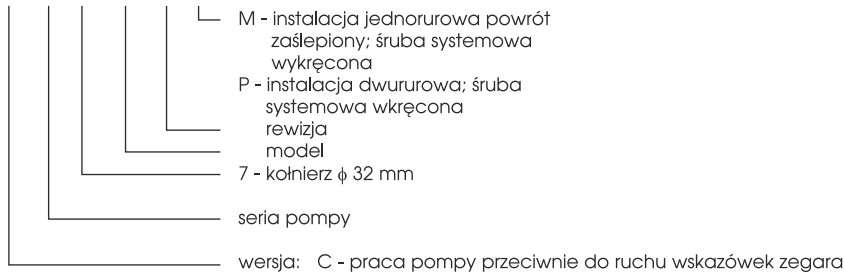 M - instalacja jednorurowa powrót
zaślepiony; śruba systemowa
wykręcona
P - instalacja dwururowa; śruba
systemowa wkręcona
rewizja
model
7 - kołnierz ϕ 32 mm
seria pompy
wersja: C - praca pompy przeciwnie do ruchu wskazówek zegara